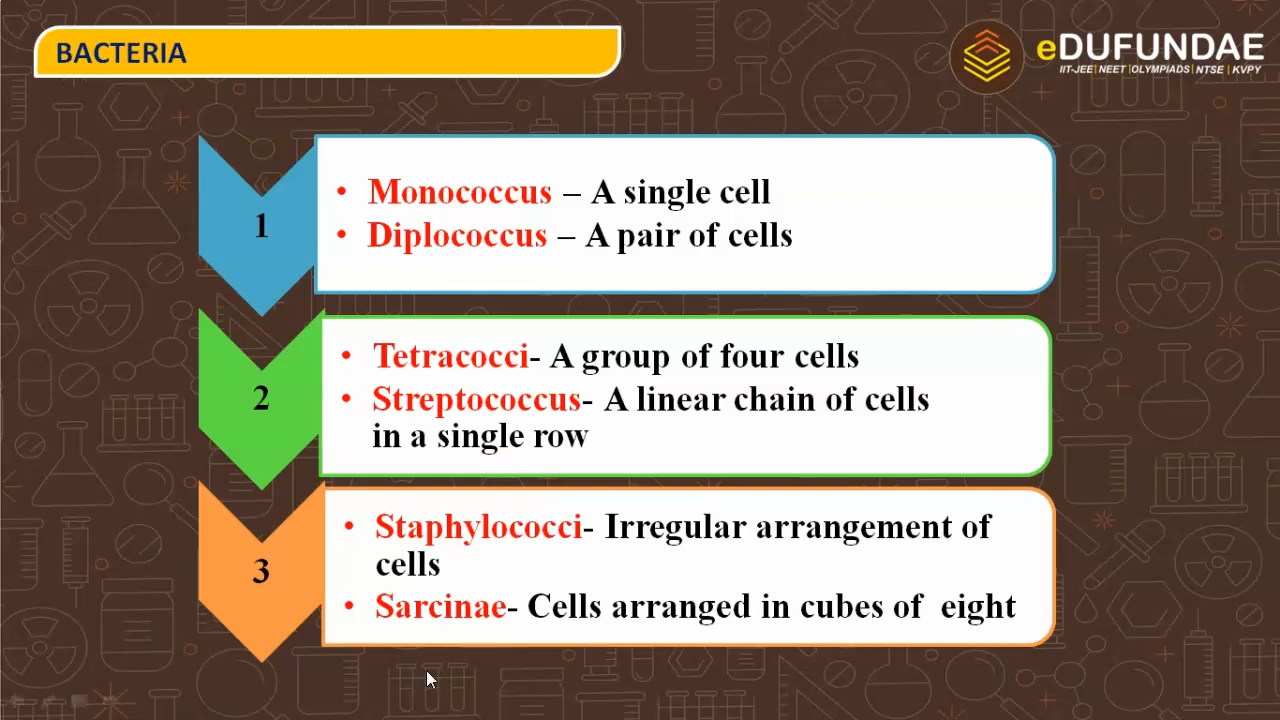 BACTERIA
eDUFUNDAE
IIT-JEE| NEET |OLYMPIADS| NTSE | KVPY
1
• Monococcus – A single cell
• Diplococcus – A pair of cells
2
• Tetracocci- A group of four cells
• Streptococcus- A linear chain of cells
in a single row
3
• Staphylococci- Irregular arrangement of
cells
• Sarcinae- Cells arranged in cubes of eight